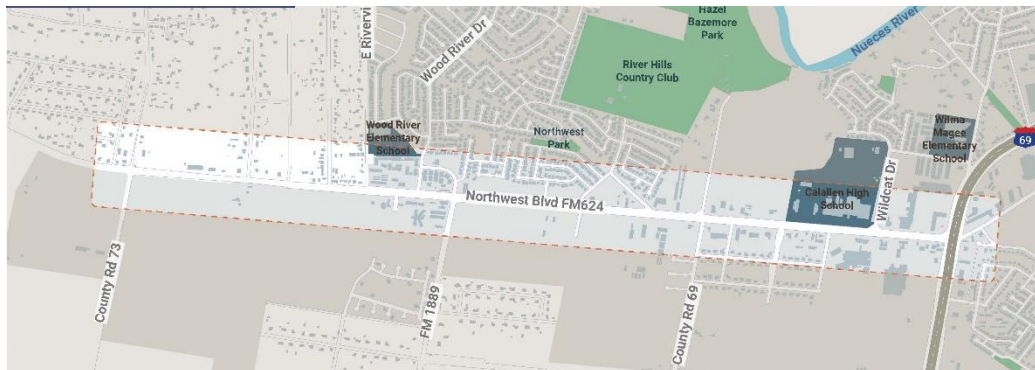 Hazel
Bazemore
Park
Nueces River
E Rivervi
Wood River Dr
River Hills
Country Club
Wood River
Elementary
School
Northwest
Park
Wilma
Magee
Elementary
School
69
Calallen High
School
Wildcat Dr
Northwest Blvd FM624
County Rd 73
FM 1889
County Rd 69